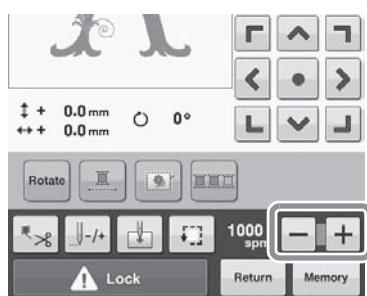 + 0.0 mm
+ 0.0 mm
0°
Rotate
-/+
1000 spm
− +
Lock
Return
Memory